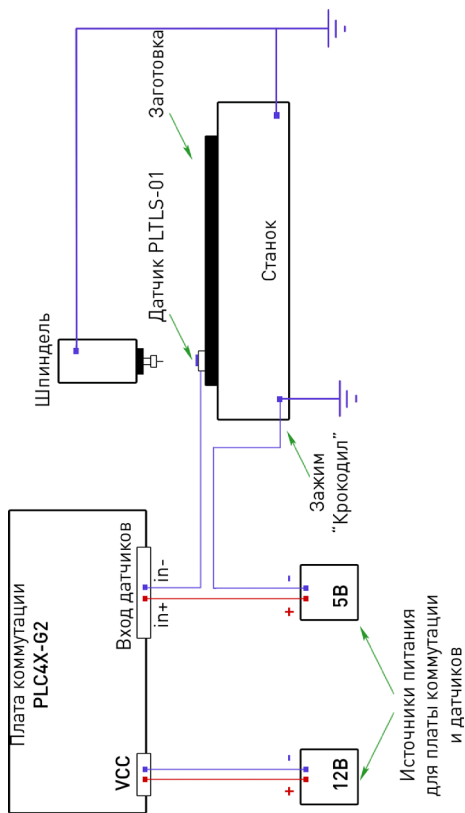 Плата коммутации
PLC4X-G2
VCC
Вход датчиков
in+
in-
Шпиндель
Датчик PLTLS-01
Заготовка
Станок
Зажим
“Крокодил”
+
-
12В
+
-
5В
Источники питания
для платы коммутации
и датчиков